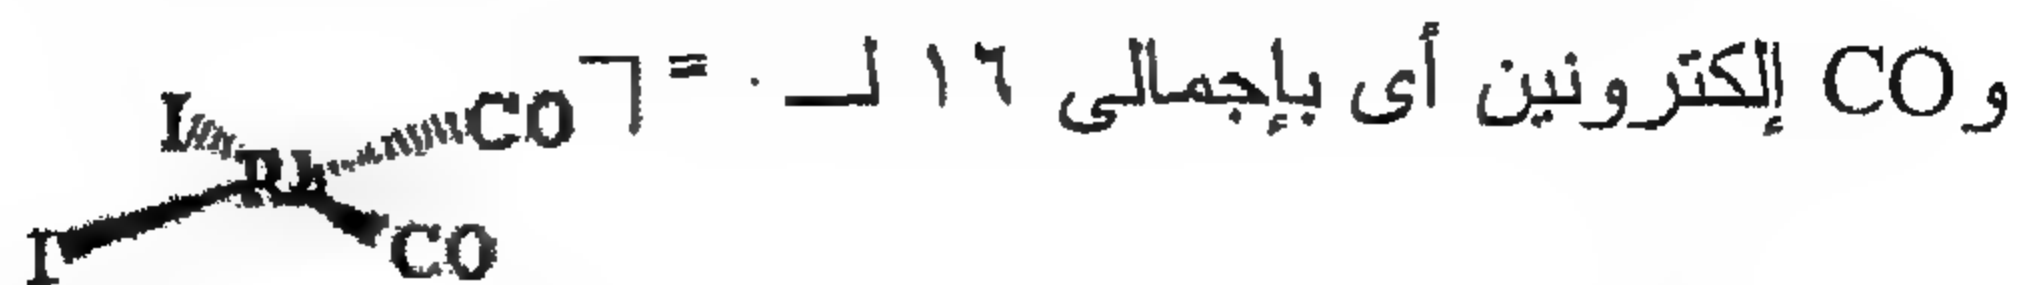 و CO إلكترونين أى بإجمالى ١٦ لـ ٠ =
I CO
Rh
I CO